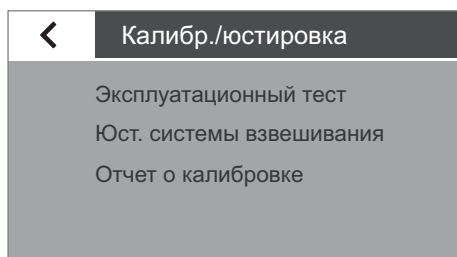 Калибр./юстировка
Эксплуатационный тест
Юст. системы взвешивания
Отчет о калибровке